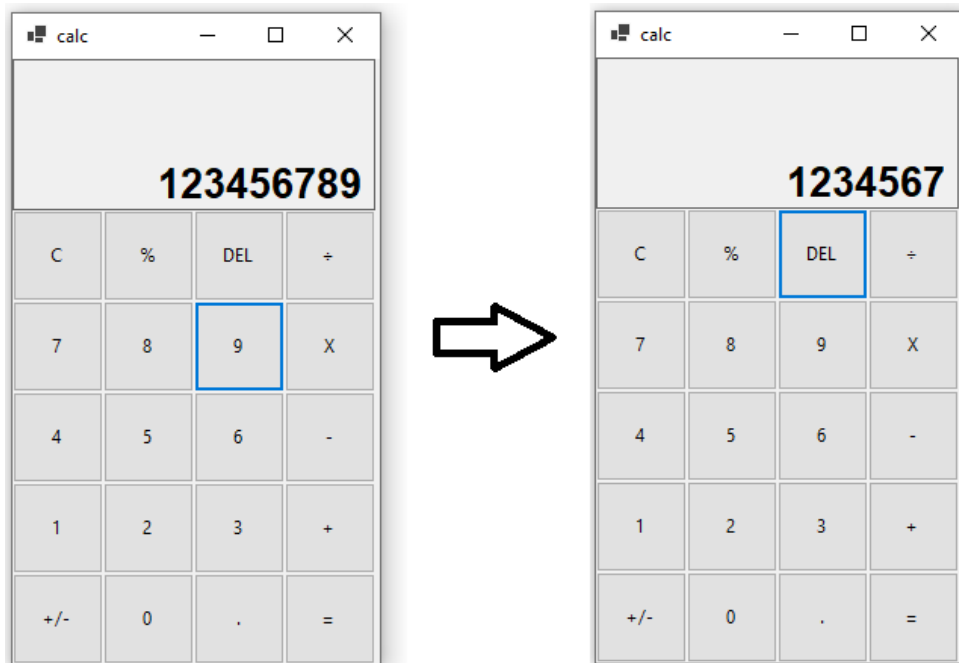 calc
123456789
C % DEL ÷
7 8 9 X
4 5 6 -
1 2 3 +
+/- 0 . =
calc
1234567
C % DEL ÷
7 8 9 X
4 5 6 -
1 2 3 +
+/- 0 . =